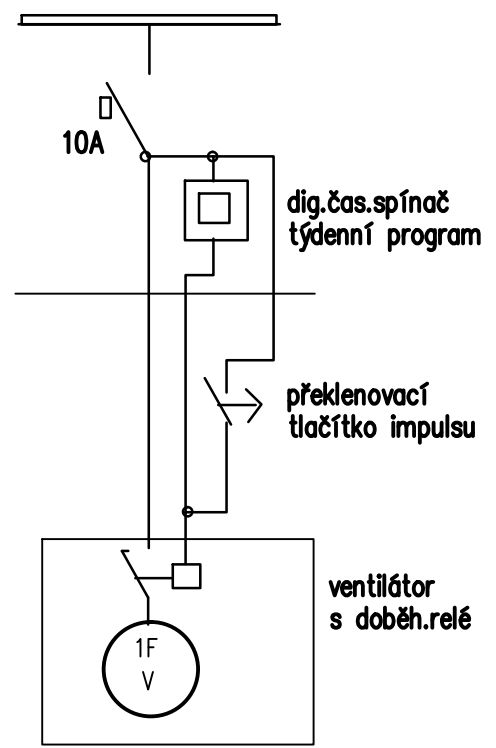 10A
dig.čas.spínač
týdenní program
překlenovací
tlačítko impulsu
ventilátor
s doběh.relé
1F
V